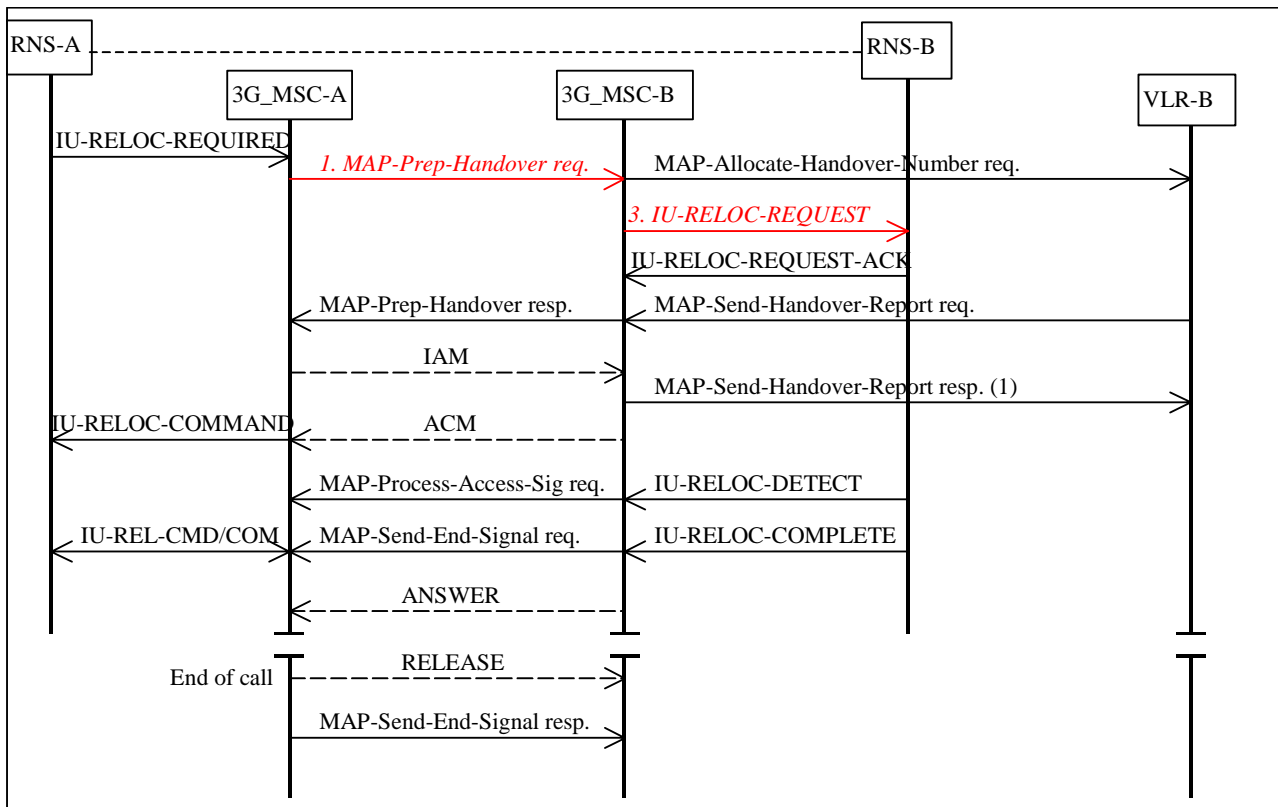 RNS-A
RNS-B
3G_MSC-A
3G_MSC-B
VLR-B
IU-RELOC-REQUIRED
1. MAP-Prep-Handover req.
MAP-Allocate-Handover-Number req.
3. IU-RELOC-REQUEST
IU-RELOC-REQUEST-ACK
MAP-Prep-Handover resp.
MAP-Send-Handover-Report req.
IAM
MAP-Send-Handover-Report resp. (1)
IU-RELOC-COMMAND
ACM
MAP-Process-Access-Sig req.
IU-RELOC-DETECT
IU-REL-CMD/COM
MAP-Send-End-Signal req.
IU-RELOC-COMPLETE
ANSWER
RELEASE
End of call
MAP-Send-End-Signal resp.